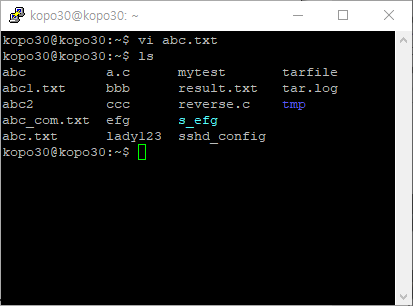 kopo30@kopo30: ~
kopo30@kopo30:~$ vi abc.txt
kopo30@kopo30:~$ ls
abc a.c mytest tarfile
abc1.txt bbb result.txt tar.log
abc2 ccc reverse.c tmp
abc_com.txt efg s_efg
abc.txt lady123 sshd_config
kopo30@kopo30:~$